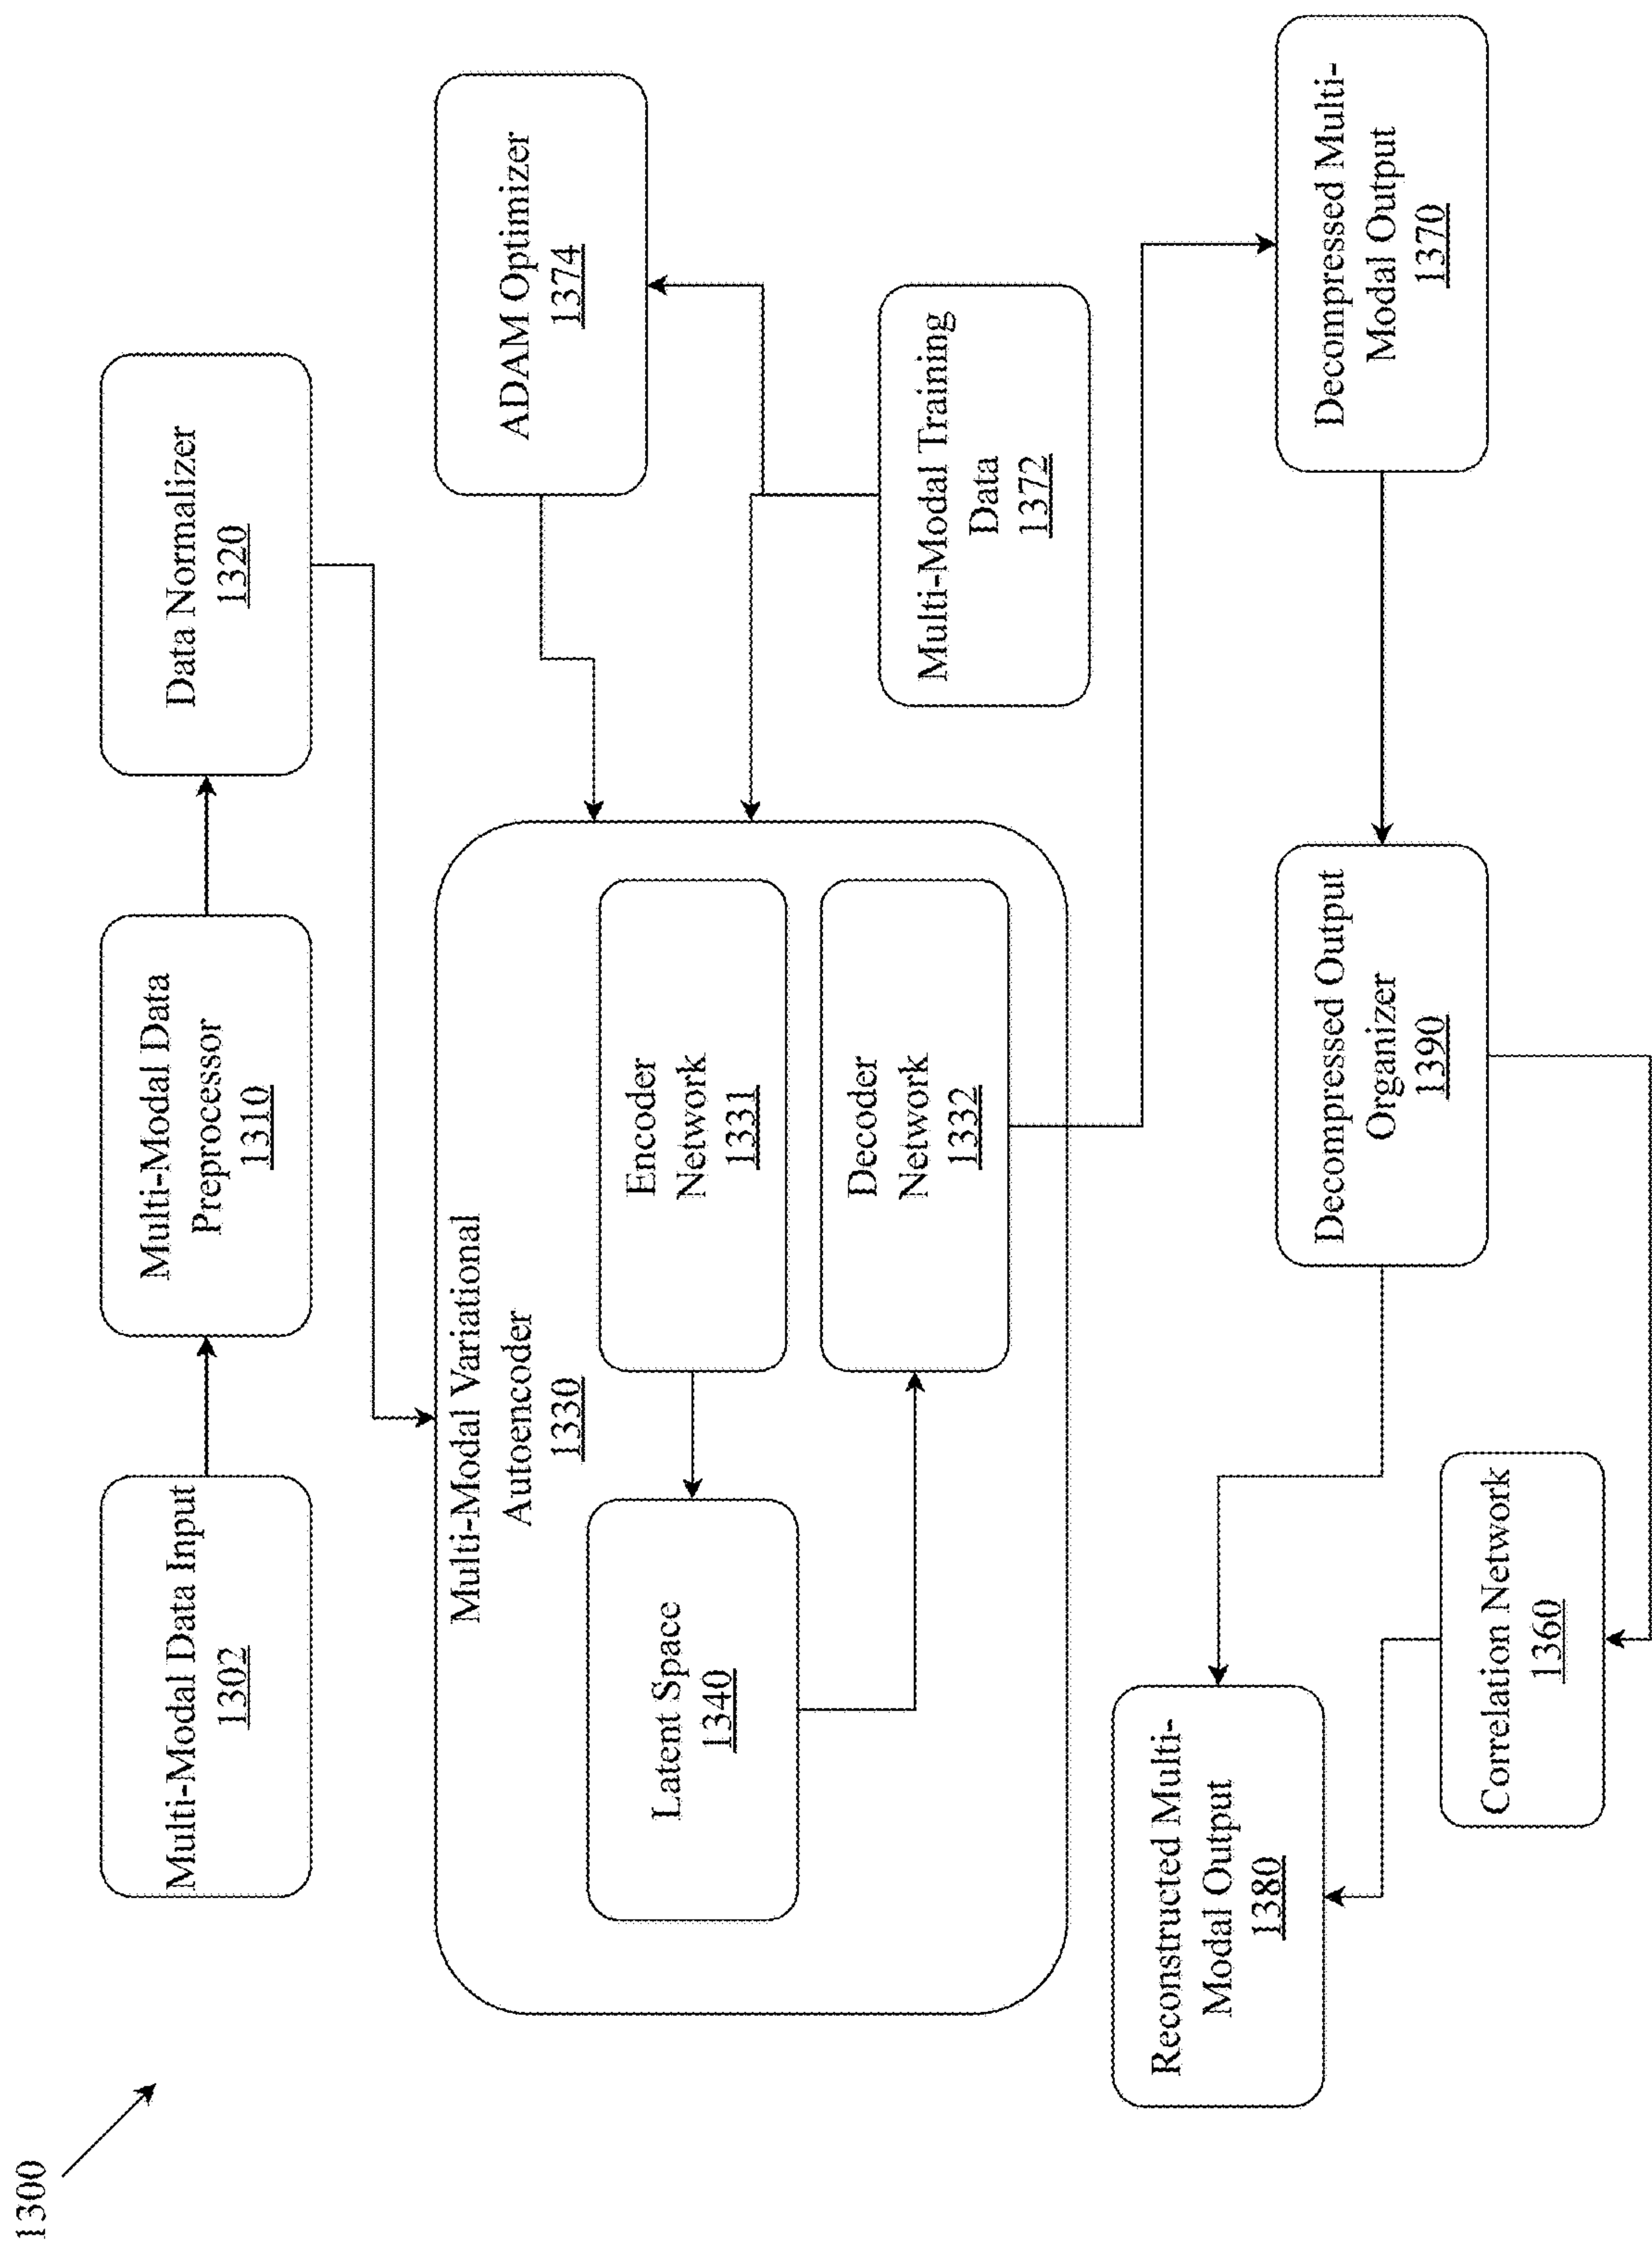 1300
Multi-Modal Data Input
1302
Multi-Modal Data
Preprocessor
1310
Data Normalizer
1320
Multi-Modal Variational
Autoencoder
1330
Latent Space
1340
Encoder
Network
1331
Decoder
Network
1332
ADAM Optimizer
1374
Multi-Modal Training
Data
1372
Reconstructed Multi-
Modal Output
1380
Correlation Network
1360
Decompressed Output
Organizer
1390
Decompressed Multi-
Modal Output
1370